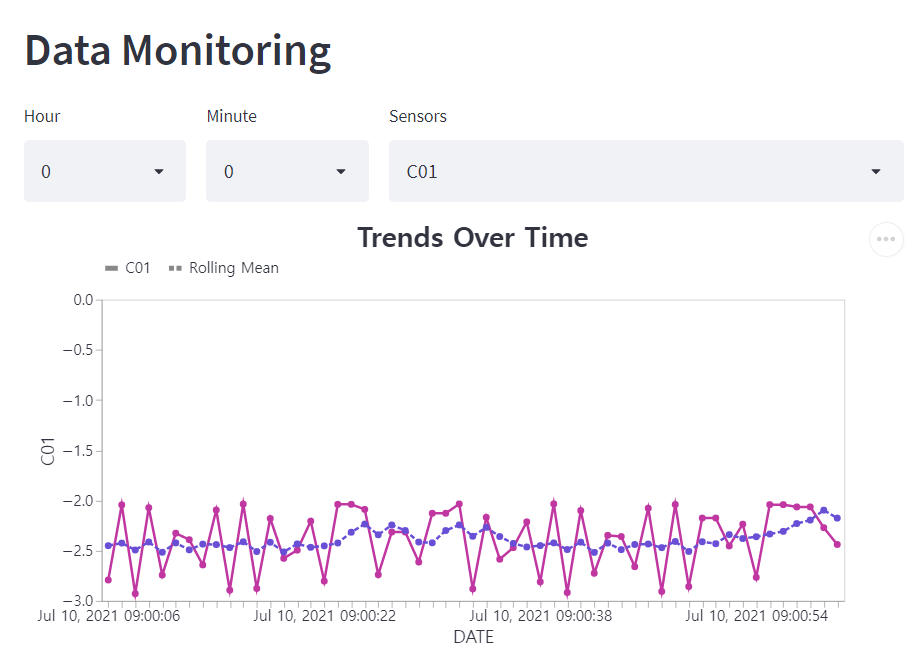 Data Monitoring
Hour Minute Sensors
0 0 C01
Trends Over Time
C01 Rolling Mean
0.0
−0.5
−1.0
−1.5
−2.0
−2.5
−3.0
C01
Jul 10, 2021 09:00:06 Jul 10, 2021 09:00:22 Jul 10, 2021 09:00:38 Jul 10, 2021 09:00:54
DATE